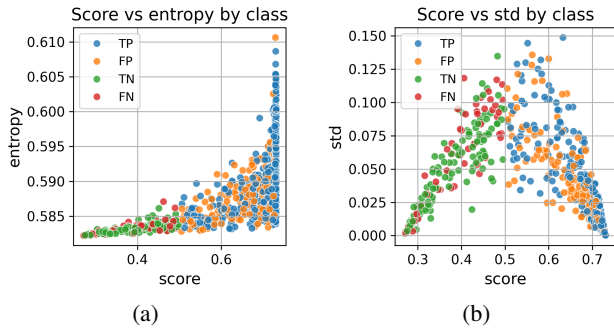 Score vs entropy by class
entropy
0.610
0.605
0.600
0.595
0.590
0.585
TP
FP
TN
FN
0.4
0.6
score
(a)
Score vs std by class
std
0.150
0.125
0.100
0.075
0.050
0.025
0.000
TP
FP
TN
FN
0.3
0.4
0.5
0.6
0.7
score
(b)